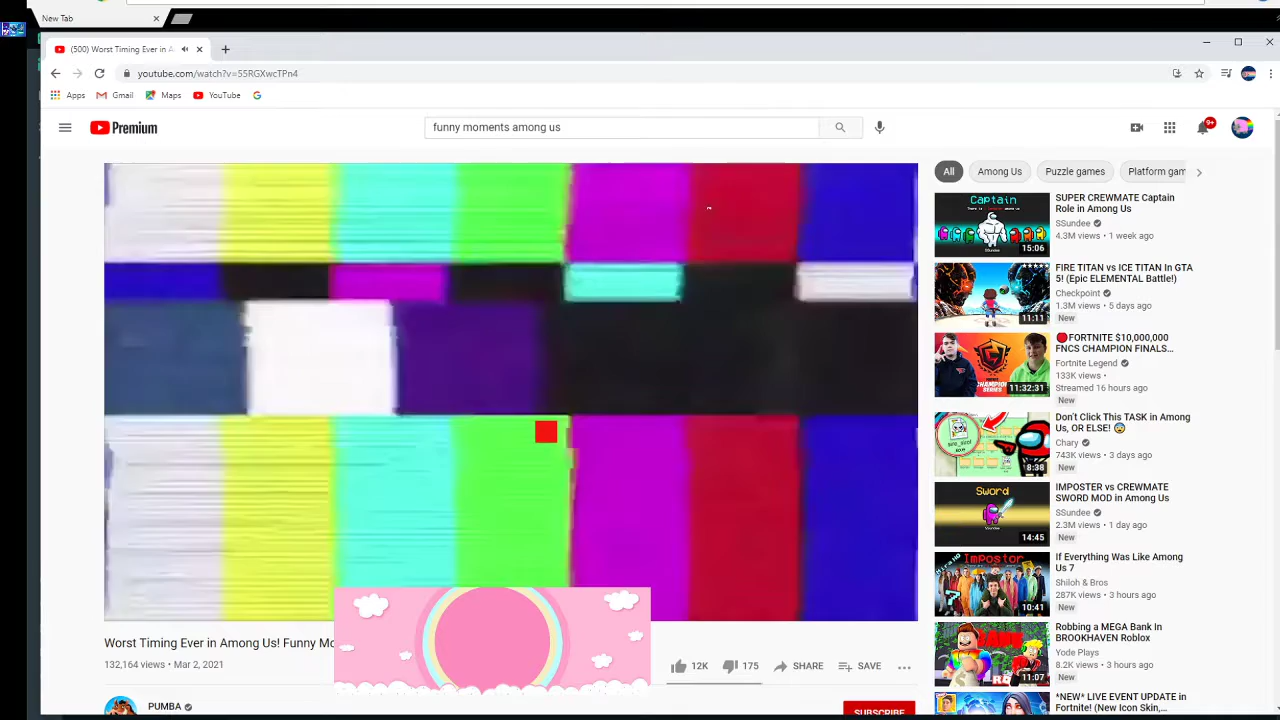 New Tab
(500) Worst Timing Ever in A
youtube.com/watch?v=55RGXwcTPn4
Apps
Gmail
Maps
YouTube
Premium
funny moments among us
9+
All
Among Us
Puzzle games
Platform gam
Captain
15:06
SUPER CREWMATE Captain
Role in Among Us
SSundee
4.3M views • 1 week ago
11:11
FIRE TITAN vs ICE TITAN In GTA
5! (Epic ELEMENTAL Battle!)
Checkpoint
1.3M views • 5 days ago
New
CHAMPION
SERIES
11:32:31
🔴FORTNITE $10,000,000
FNCS CHAMPION FINALS...
Fortnite Legend
133K views •
Streamed 16 hours ago
New
8:38
Don't Click This TASK in Among
Us, OR ELSE! 😨
Chary
743K views • 3 days ago
New
Sword
SSundee
14:45
IMPOSTER vs CREWMATE
SWORD MOD in Among Us
SSundee
2.3M views • 1 day ago
New
Impostor
?
10:41
If Everything Was Like Among
Us 7
Shiloh & Bros
287K views • 3 hours ago
New
11:07
Robbing a MEGA Bank In
BROOKHAVEN Roblox
Yode Plays
8.2K views • 3 hours ago
New
*NEW* LIVE EVENT UPDATE in
Fortnite! (New Icon Skin,...
Worst Timing Ever in Among Us! Funny Mo
132,164 views • Mar 2, 2021
12K
175
SHARE
SAVE
PUMBA
SUBSCRIBE